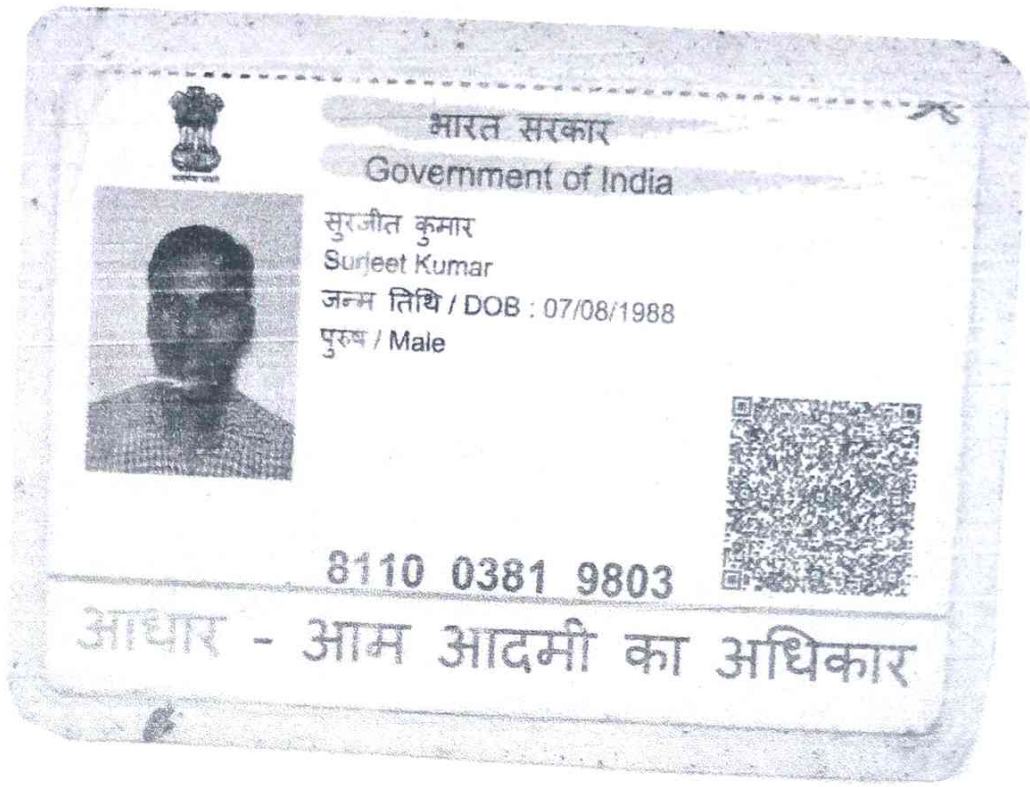 भारत सरकार
Government of India
सुरजीत कुमार
Surjeet Kumar
जन्म तिथि / DOB : 07/08/1988
पुरुष / Male
8110 0381 9803
आधार - आम आदमी का अधिकार